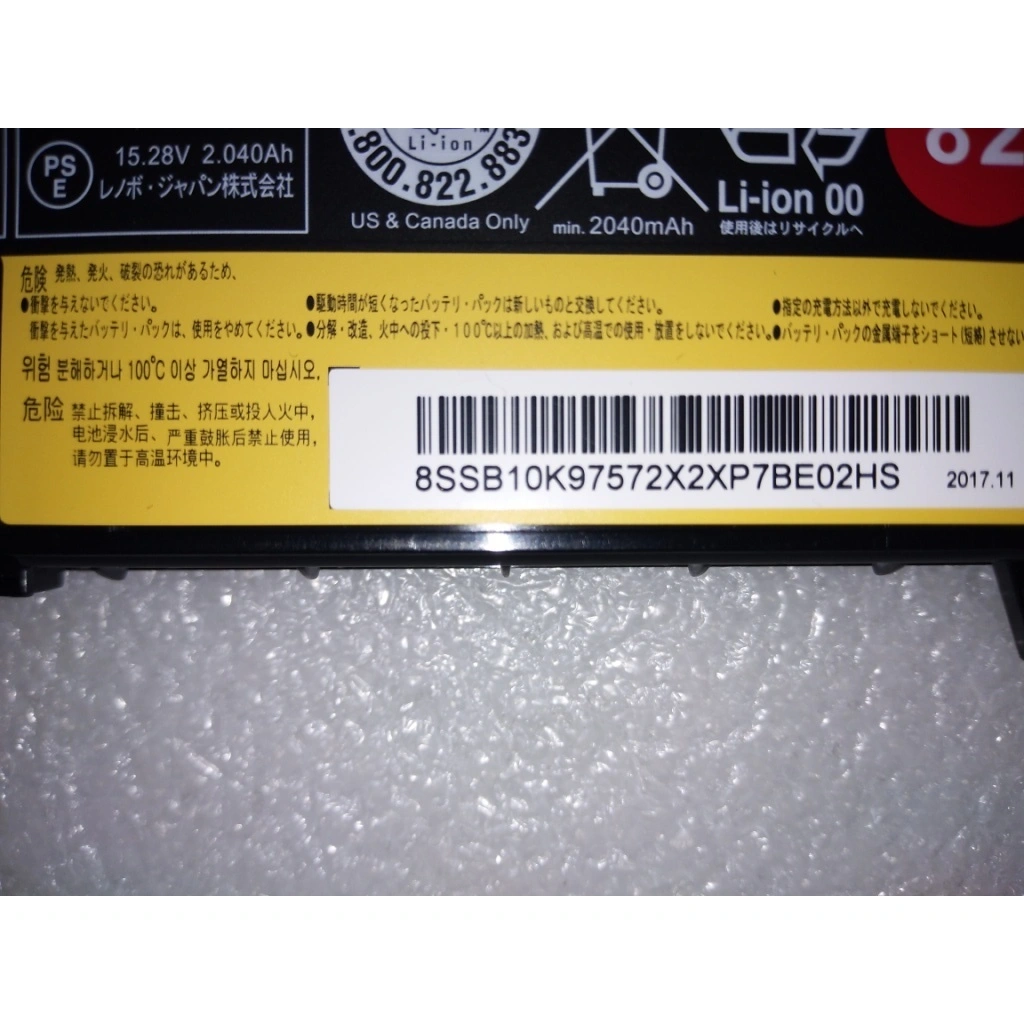 PS
E
15.28V 2.040Ah
レノボ・ジャパン株式会社
Li-ion
.800.822.883
US & Canada Only
min. 2040mAh
Li-ion 00
使用後はリサイクルへ
82
危険 発熱、発火、破裂の恐れがあるため、
●衝撃を与えないでください。
衝撃を与えたバッテリ・パックは、使用をやめてください。
●駆動時間が短くなったバッテリ・パックは新しいものと交換してください。
●分解・改造、火中への投下・100℃以上の加熱、および高温での使用・放置をしないでください。
●指定の充電方法以外で充電しないでください。
●バッテリ・パックの金属端子をショート(短絡)させない
위험 분해하거나 100℃ 이상 가열하지 마십시오.
危险 禁止拆解、撞击、挤压或投入火中,
电池浸水后、严重鼓胀后禁止使用,
请勿置于高温环境中.
8SSB10K97572X2XP7BE02HS
2017.11